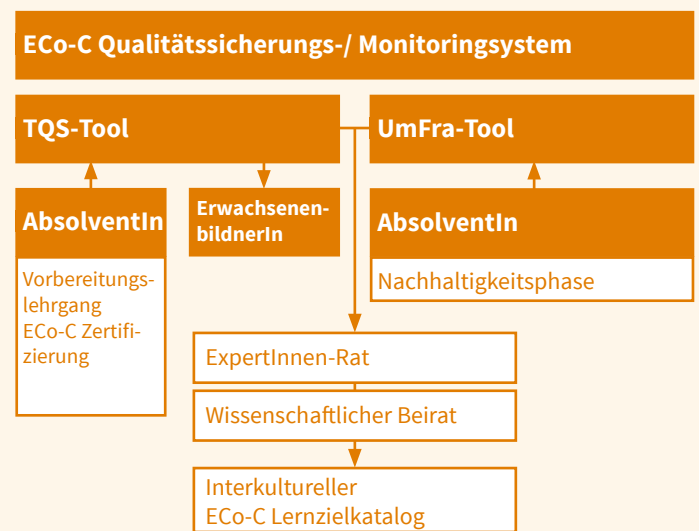 ECo-C Qualitätssicherungs-/ Monitoringsystem
TQS-Tool
UmFra-Tool
AbsolventIn
Vorbereitungs-
lehrgang
ECo-C Zertifi-
zierung
Erwachsenen-
bildnerIn
AbsolventIn
Nachhaltigkeitsphase
ExpertInnen-Rat
Wissenschaftlicher Beirat
Interkultureller
ECo-C Lernzielkatalog